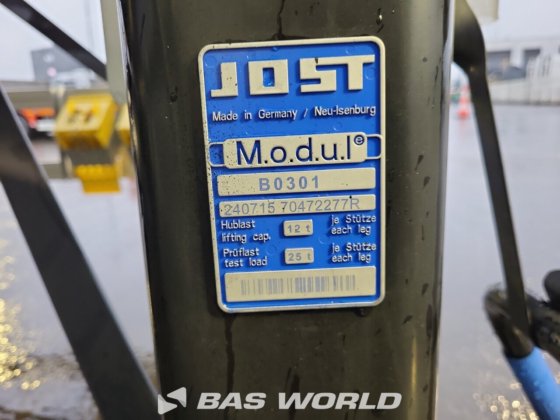 JOST
Made in Germany / Neu-Isenburg
M.o.d.u.l e
B0301
240715 70472277R
Hublast 12 t je Stütze
lifting cap. each leg
Prüflast 25 t je Stütze
test load each leg
BAS WORLD